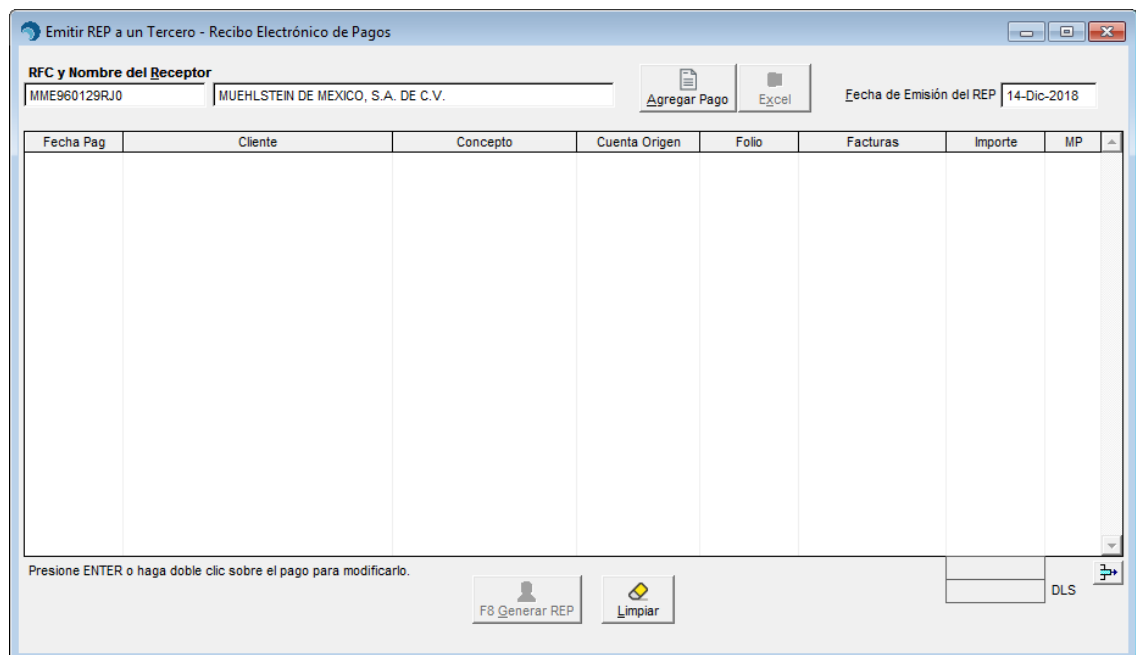 Emitir REP a un Tercero - Recibo Electrónico de Pagos
RFC y Nombre del Receptor
MME960129RJ0 MUEHLSTEIN DE MEXICO, S.A. DE C.V.
Agregar Pago Excel
Fecha de Emisión del REP 14-Dic-2018
Fecha Pag Cliente Concepto Cuenta Origen Folio Facturas Importe MP
Presione ENTER o haga doble clic sobre el pago para modificarlo.
DLS
F8 Generar REP Limpiar